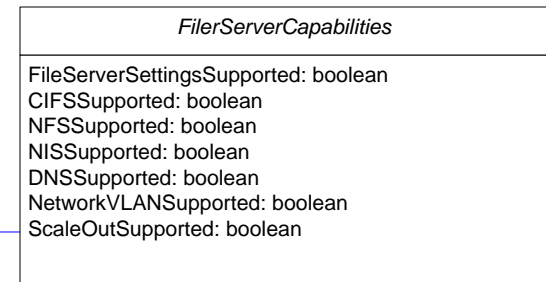 FilerServerCapabilities
FileServerSettingsSupported: boolean
CIFSSupported: boolean
NFSSupported: boolean
NISSupported: boolean
DNSSupported: boolean
NetworkVLANSupported: boolean
ScaleOutSupported: boolean